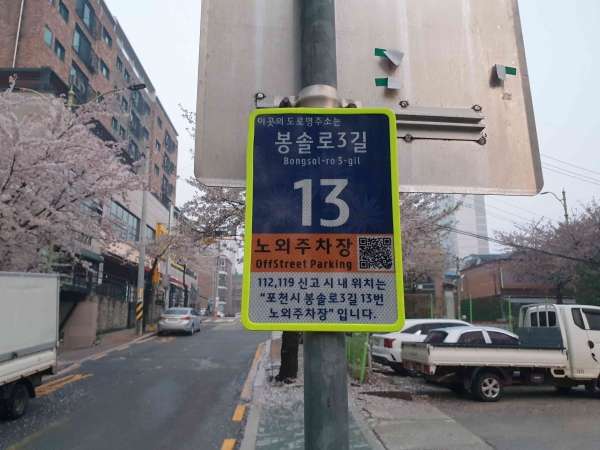 이곳의 도로명주소는
봉솔로3길
Bongsol-ro 3-gil
13
노외주차장
OffStreet Parking
112,119 신고 시 내 위치는
“포천시 봉솔로3길 13번
노외주차장” 입니다.